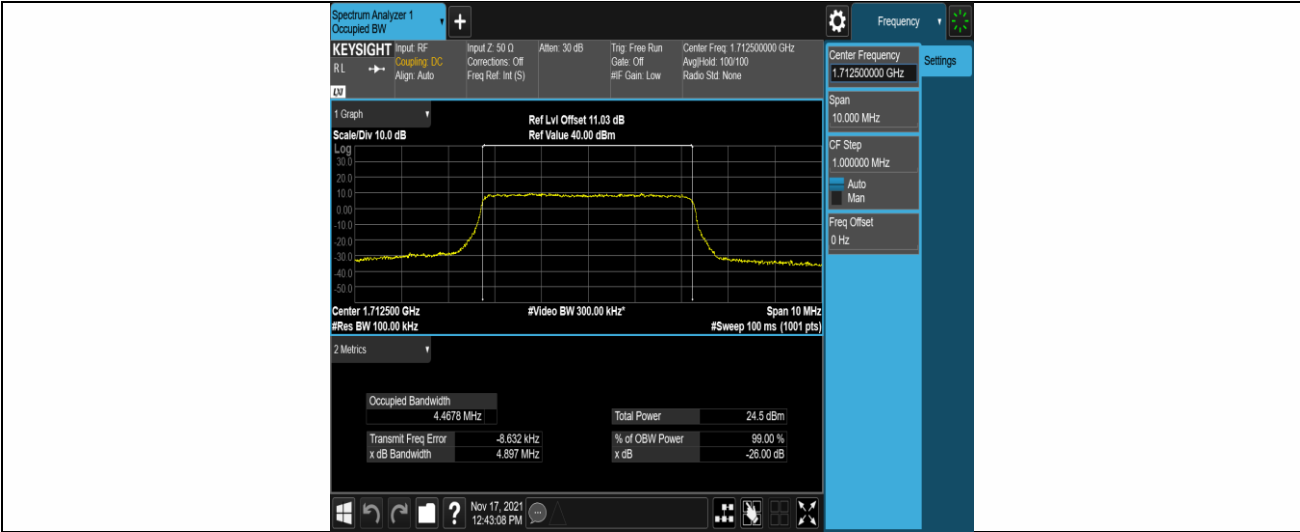 Spectrum Analyzer 1
Occupied BW
+
Frequency
KEYSIGHT
RL
LXI
Input: RF
Coupling: DC
Align: Auto
Input Z: 50 Ω
Corrections: Off
Freq Ref: Int (S)
Atten: 30 dB
Trig: Free Run
Gate: Off
#IF Gain: Low
Center Freq: 1.712500000 GHz
Avg|Hold: 100/100
Radio Std: None
Center Frequency
1.712500000 GHz
Settings
Span
10.000 MHz
CF Step
1.000000 MHz
Auto
Man
Freq Offset
0 Hz
1 Graph
Scale/Div 10.0 dB
Ref Lvl Offset 11.03 dB
Ref Value 40.00 dBm
Log
30.0
20.0
10.0
0.00
-10.0
-20.0
-30.0
-40.0
-50.0
Center 1.712500 GHz
#Res BW 100.00 kHz
#Video BW 300.00 kHz*
Span 10 MHz
#Sweep 100 ms (1001 pts)
2 Metrics
Occupied Bandwidth
4.4678 MHz
Total Power 24.5 dBm
Transmit Freq Error -8.632 kHz
% of OBW Power 99.00 %
x dB Bandwidth 4.897 MHz
x dB -26.00 dB
?
Nov 17, 2021
12:43:08 PM